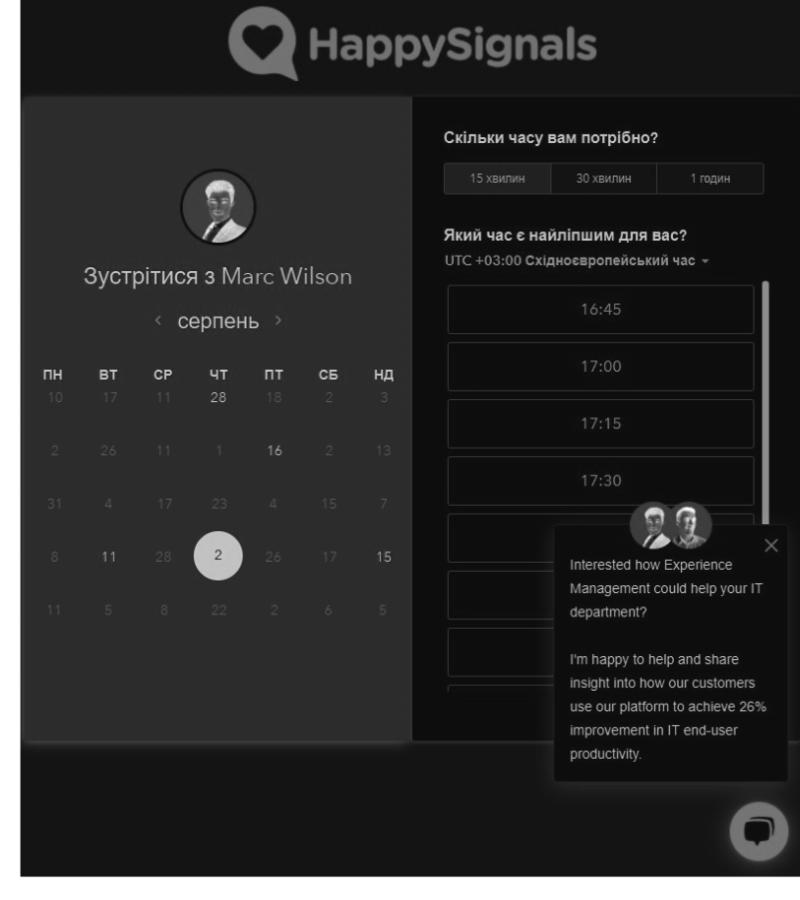 HappySignals
Зустрітися з Marc Wilson
серпень
ПН ВТ СР ЧТ ПТ СБ НД
10 17 11 28 18 2 3
2 26 11 1 16 2 13
31 4 17 23 4 15 7
8 11 28 2 26 17 15
11 5 8 22 2 6 5
Скільки часу вам потрібно?
15 хвилин 30 хвилин 1 годин
Який час є найліпшим для вас?
UTC +03:00 Східноєвропейський час
16:45
17:00
17:15
17:30
Interested how Experience
Management could help your IT
department?
I'm happy to help and share
insight into how our customers
use our platform to achieve 26%
improvement in IT end-user
productivity.